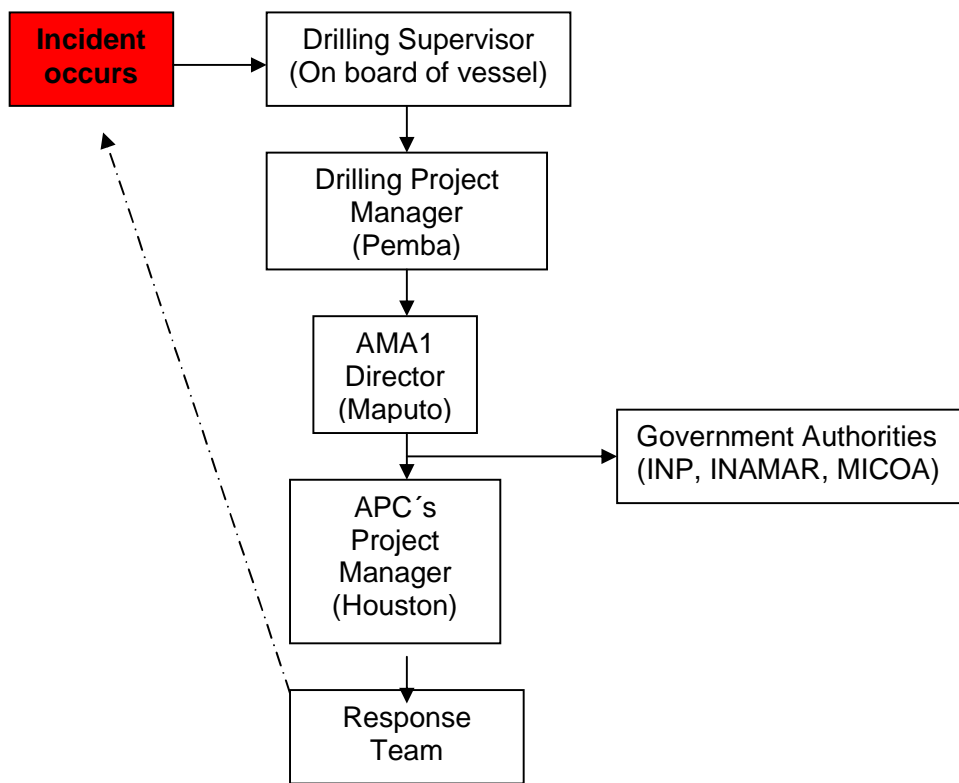 Incident
occurs
Drilling Supervisor
(On board of vessel)
Drilling Project
Manager
(Pemba)
AMA1
Director
(Maputo)
Government Authorities
(INP, INAMAR, MICOA)
APC´s
Project
Manager
(Houston)
Response
Team